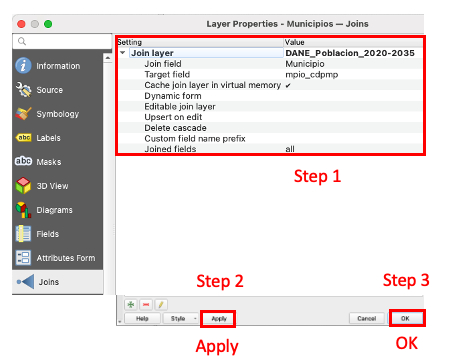 Layer Properties - Municipios — Joins
Setting Value
Join layer DANE_Poblacion_2020-2035
Join field Municipio
Target field mpio_cdpmp
Cache join layer in virtual memory ✔
Dynamic form
Editable join layer
Upsert on edit
Delete cascade
Custom field name prefix
Joined fields all
Information
Source
Symbology
abc Labels
abc Masks
3D View
Diagrams
Fields
Attributes Form
Joins
Step 1
Step 2
Step 3
Help Style Apply Cancel OK
Apply
OK